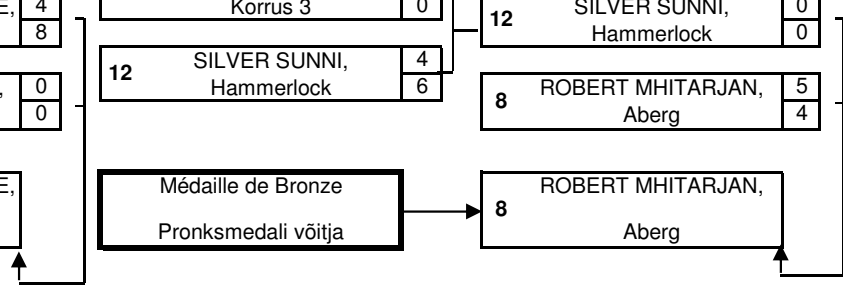 E, 4
8
Korrus 3 0
12 SILVER SUNNI, 4
Hammerlock 6
12 SILVER SUNNI, 0
Hammerlock 0
, 0
0
8 ROBERT MHITARJAN, 5
Aberg 4
E,
Médaille de Bronze
Pronksmedali võitja
8 ROBERT MHITARJAN,
Aberg